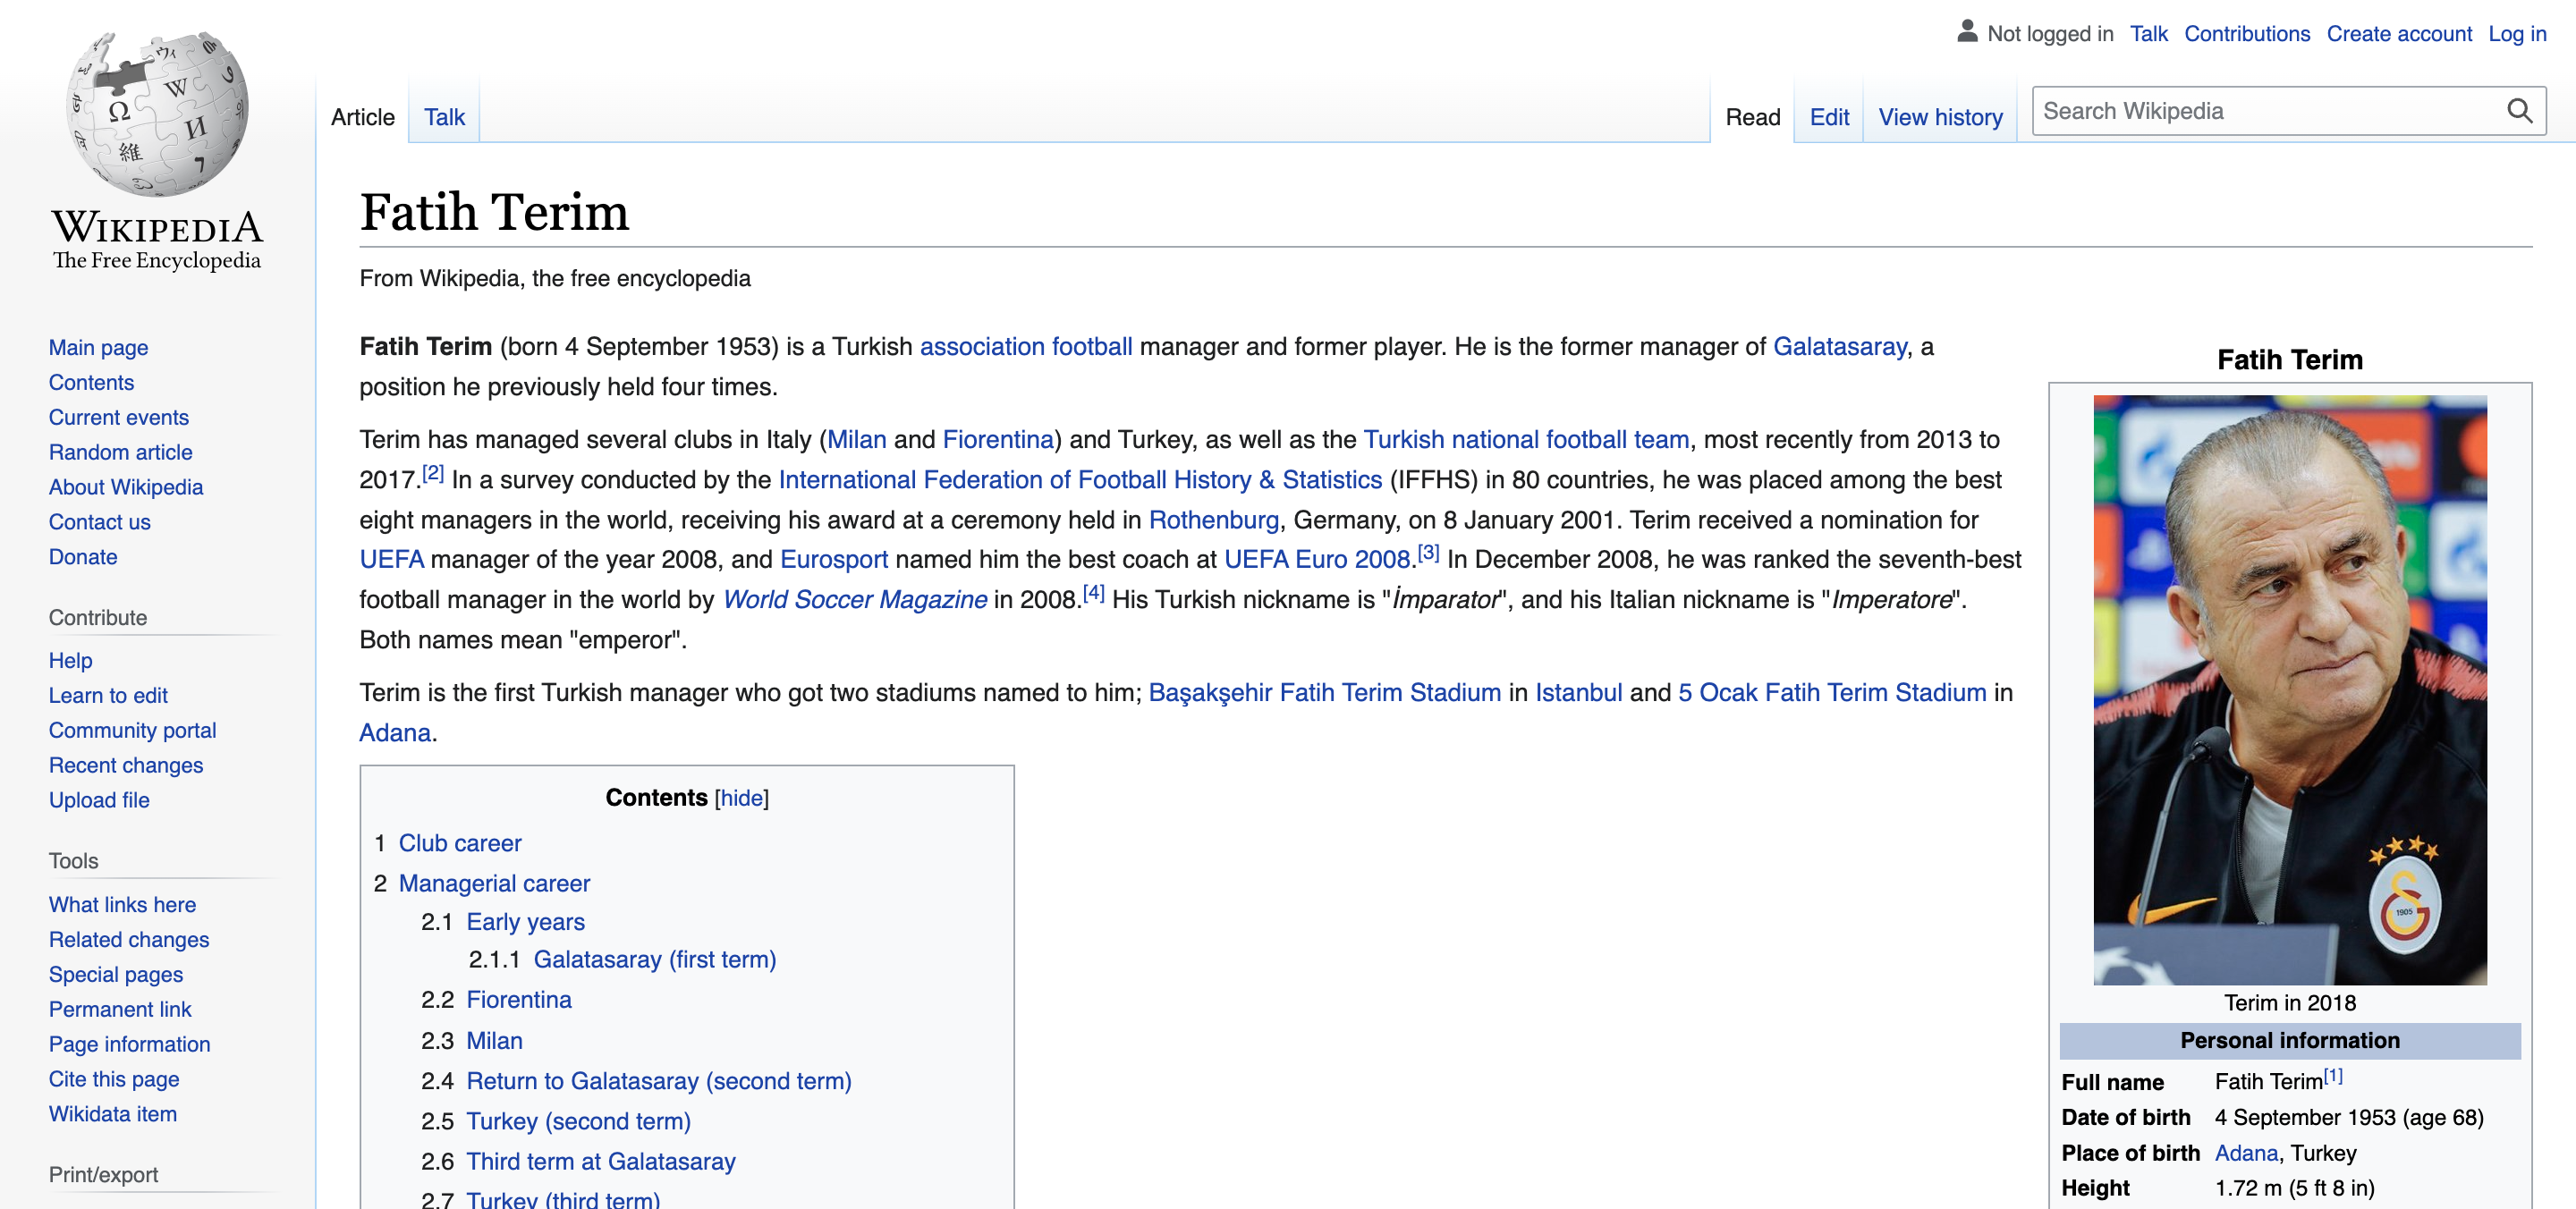 Not logged in Talk Contributions Create account Log in
Article Talk Read Edit View history Search Wikipedia
Ω W И 維 ウィ 7
WIKIPEDIA
The Free Encyclopedia
Main page
Contents
Current events
Random article
About Wikipedia
Contact us
Donate
Contribute
Help
Learn to edit
Community portal
Recent changes
Upload file
Tools
What links here
Related changes
Special pages
Permanent link
Page information
Cite this page
Wikidata item
Print/export
Fatih Terim
From Wikipedia, the free encyclopedia
Fatih Terim (born 4 September 1953) is a Turkish association football manager and former player. He is the former manager of Galatasaray, a
position he previously held four times.
Terim has managed several clubs in Italy (Milan and Fiorentina) and Turkey, as well as the Turkish national football team, most recently from 2013 to
2017.[2] In a survey conducted by the International Federation of Football History & Statistics (IFFHS) in 80 countries, he was placed among the best
eight managers in the world, receiving his award at a ceremony held in Rothenburg, Germany, on 8 January 2001. Terim received a nomination for
UEFA manager of the year 2008, and Eurosport named him the best coach at UEFA Euro 2008.[3] In December 2008, he was ranked the seventh-best
football manager in the world by World Soccer Magazine in 2008.[4] His Turkish nickname is "İmparator", and his Italian nickname is "Imperatore".
Both names mean "emperor".
Terim is the first Turkish manager who got two stadiums named to him; Başakşehir Fatih Terim Stadium in Istanbul and 5 Ocak Fatih Terim Stadium in
Adana.
Contents [hide]
1 Club career
2 Managerial career
2.1 Early years
2.1.1 Galatasaray (first term)
2.2 Fiorentina
2.3 Milan
2.4 Return to Galatasaray (second term)
2.5 Turkey (second term)
2.6 Third term at Galatasaray
2.7 Turkey (third term)
Fatih Terim
1905
Terim in 2018
Personal information
Full name Fatih Terim[1]
Date of birth 4 September 1953 (age 68)
Place of birth Adana, Turkey
Height 1.72 m (5 ft 8 in)